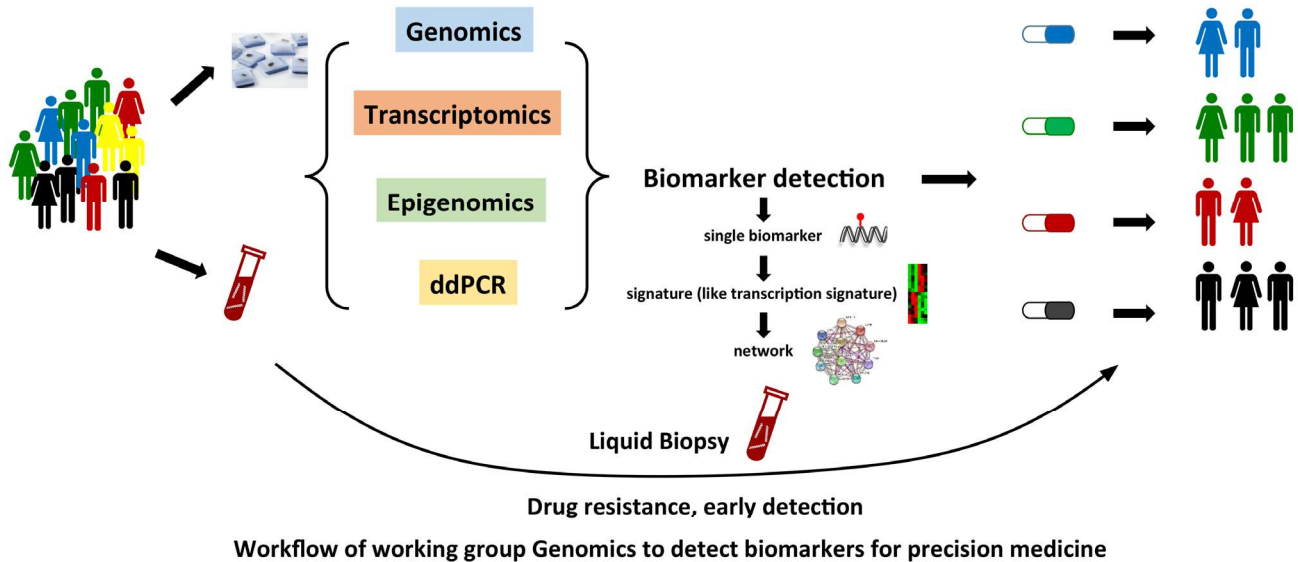 Genomics
Transcriptomics
Epigenomics
ddPCR
Biomarker detection
single biomarker
signature (like transcription signature)
network
Liquid Biopsy
Drug resistance, early detection
Workflow of working group Genomics to detect biomarkers for precision medicine